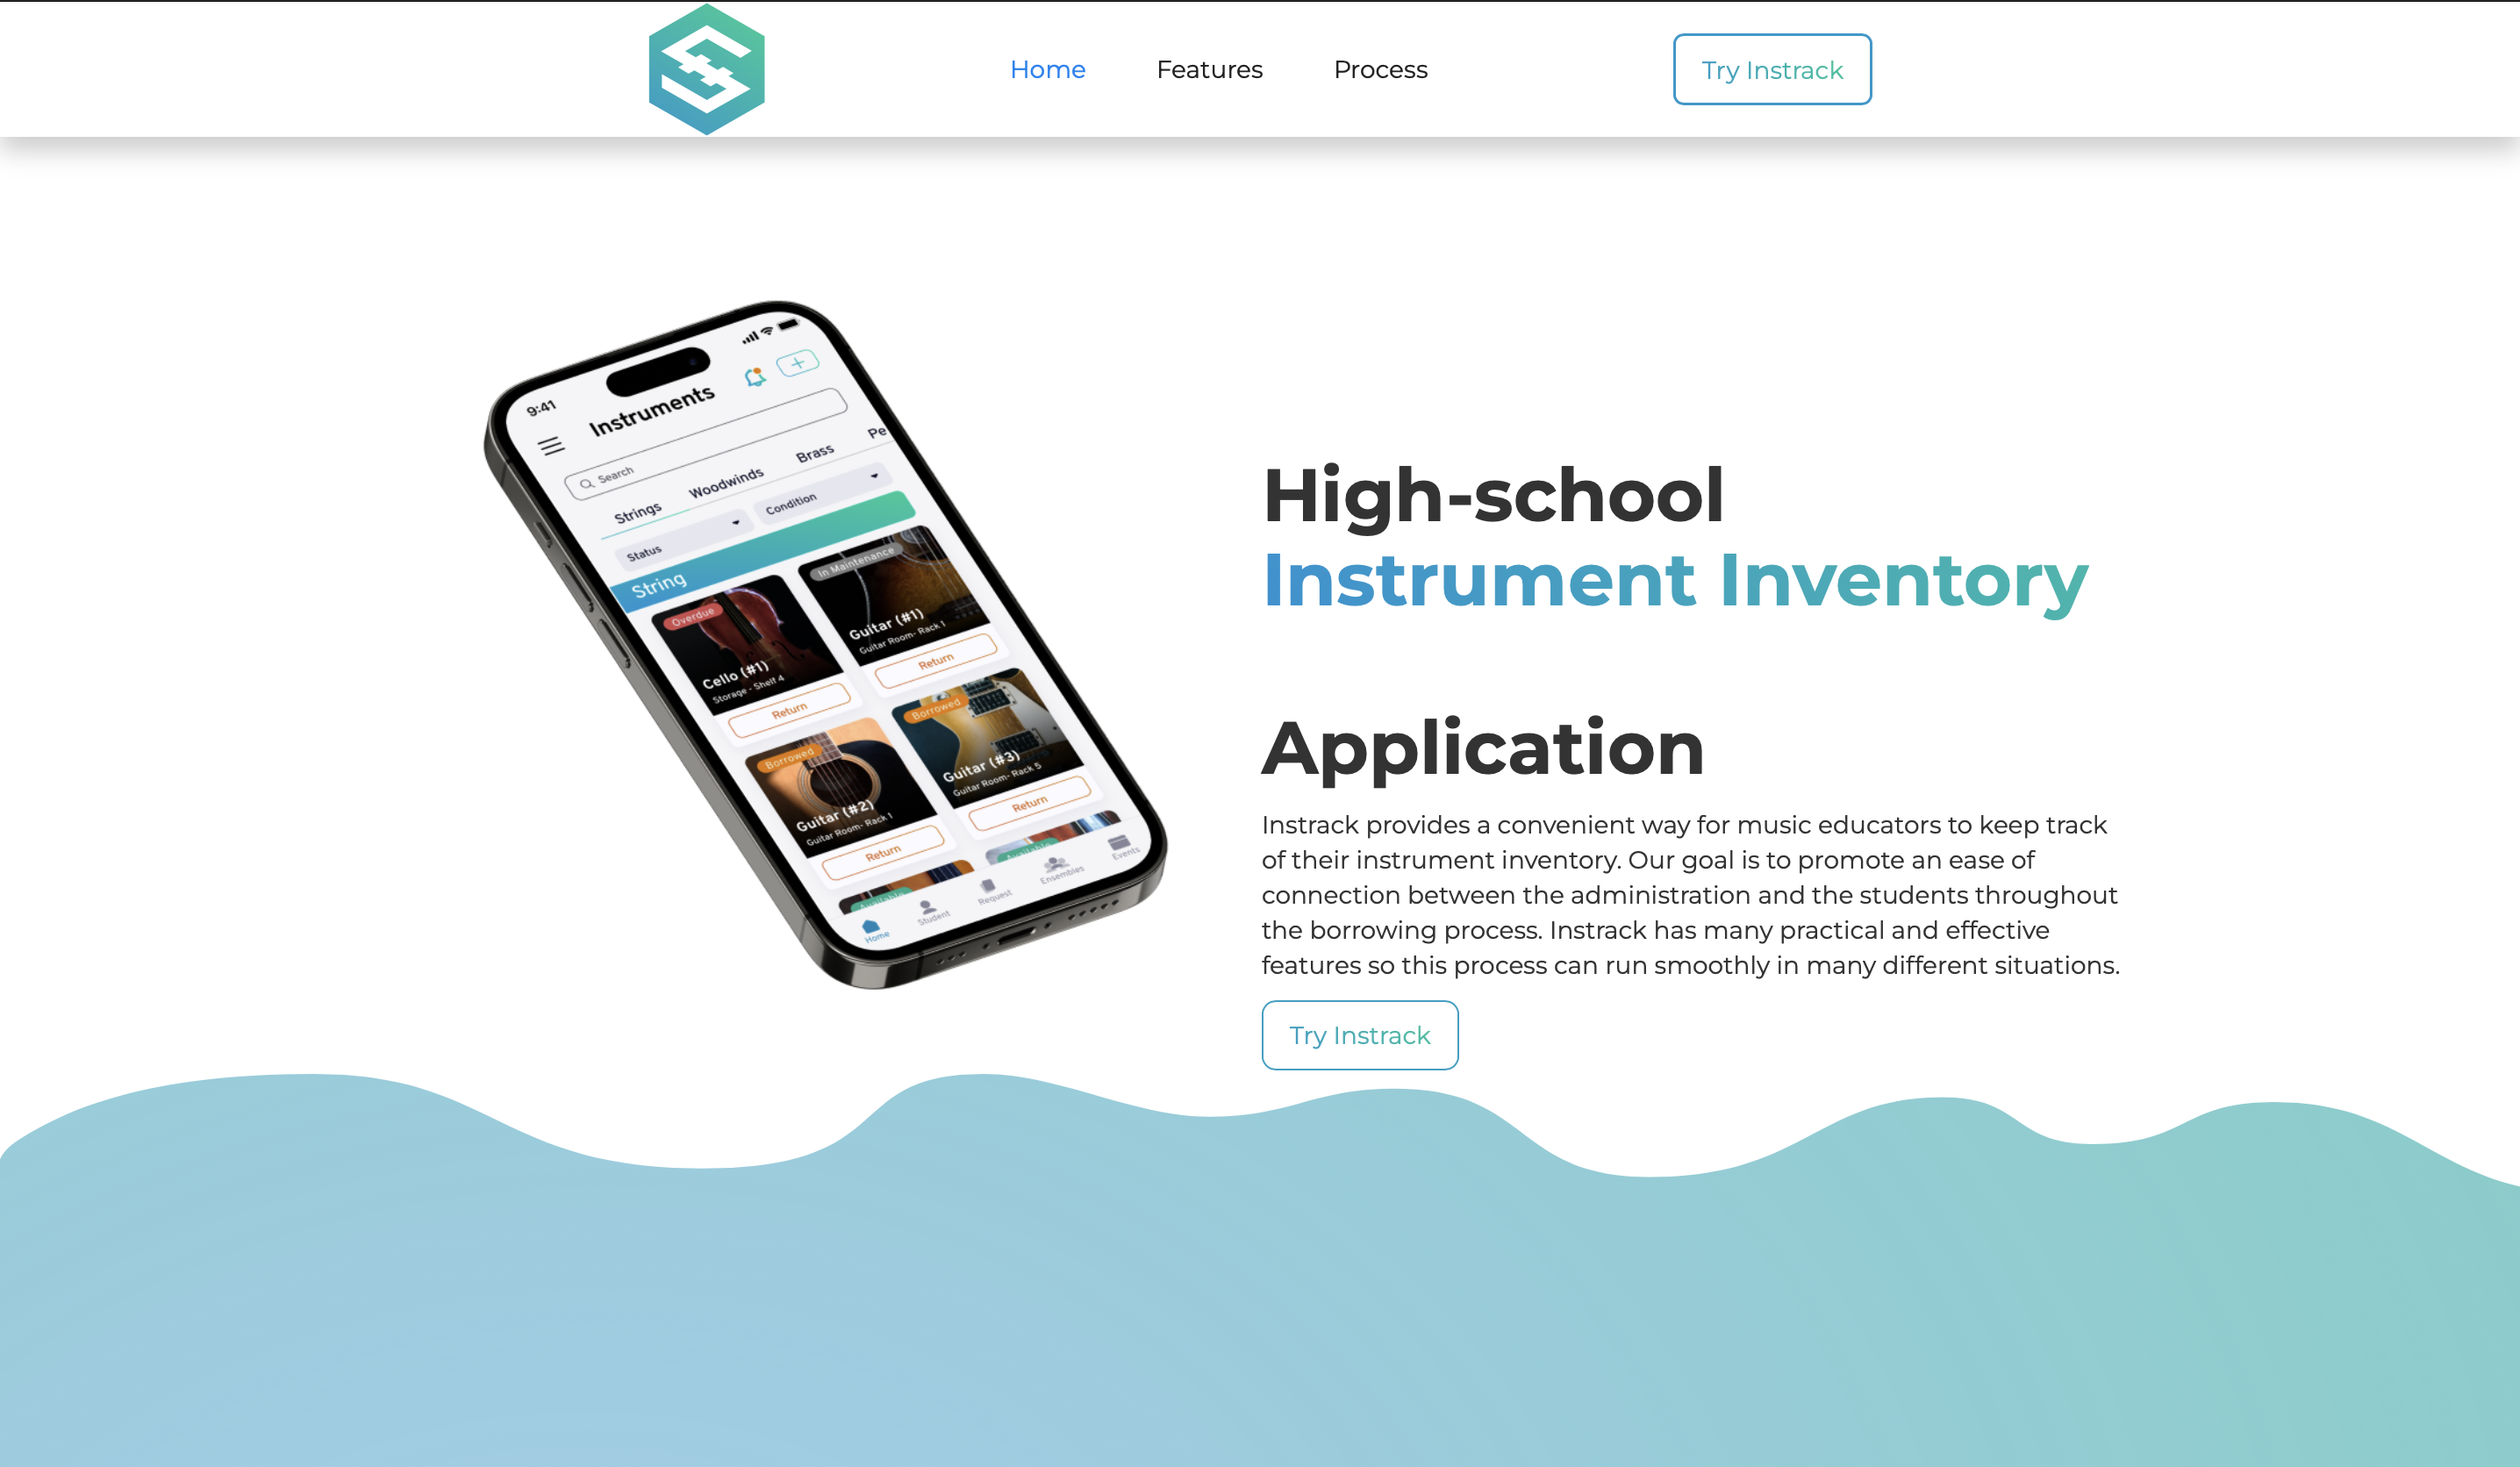 Home Features Process Try Instrack
9:41
Instruments
Search
Strings Woodwinds Brass Pe
Status Condition
String
Overdue
Cello (#1)
Storage - Shelf 4
Return
In Maintenance
Guitar (#1)
Guitar Room- Rack 1
Return
Borrowed
Guitar (#2)
Guitar Room- Rack 1
Return
Borrowed
Guitar (#3)
Guitar Room- Rack 5
Return
Home Student Request Ensembles Events
High-school
Instrument Inventory
Application
Instrack provides a convenient way for music educators to keep track
of their instrument inventory. Our goal is to promote an ease of
connection between the administration and the students throughout
the borrowing process. Instrack has many practical and effective
features so this process can run smoothly in many different situations.
Try Instrack